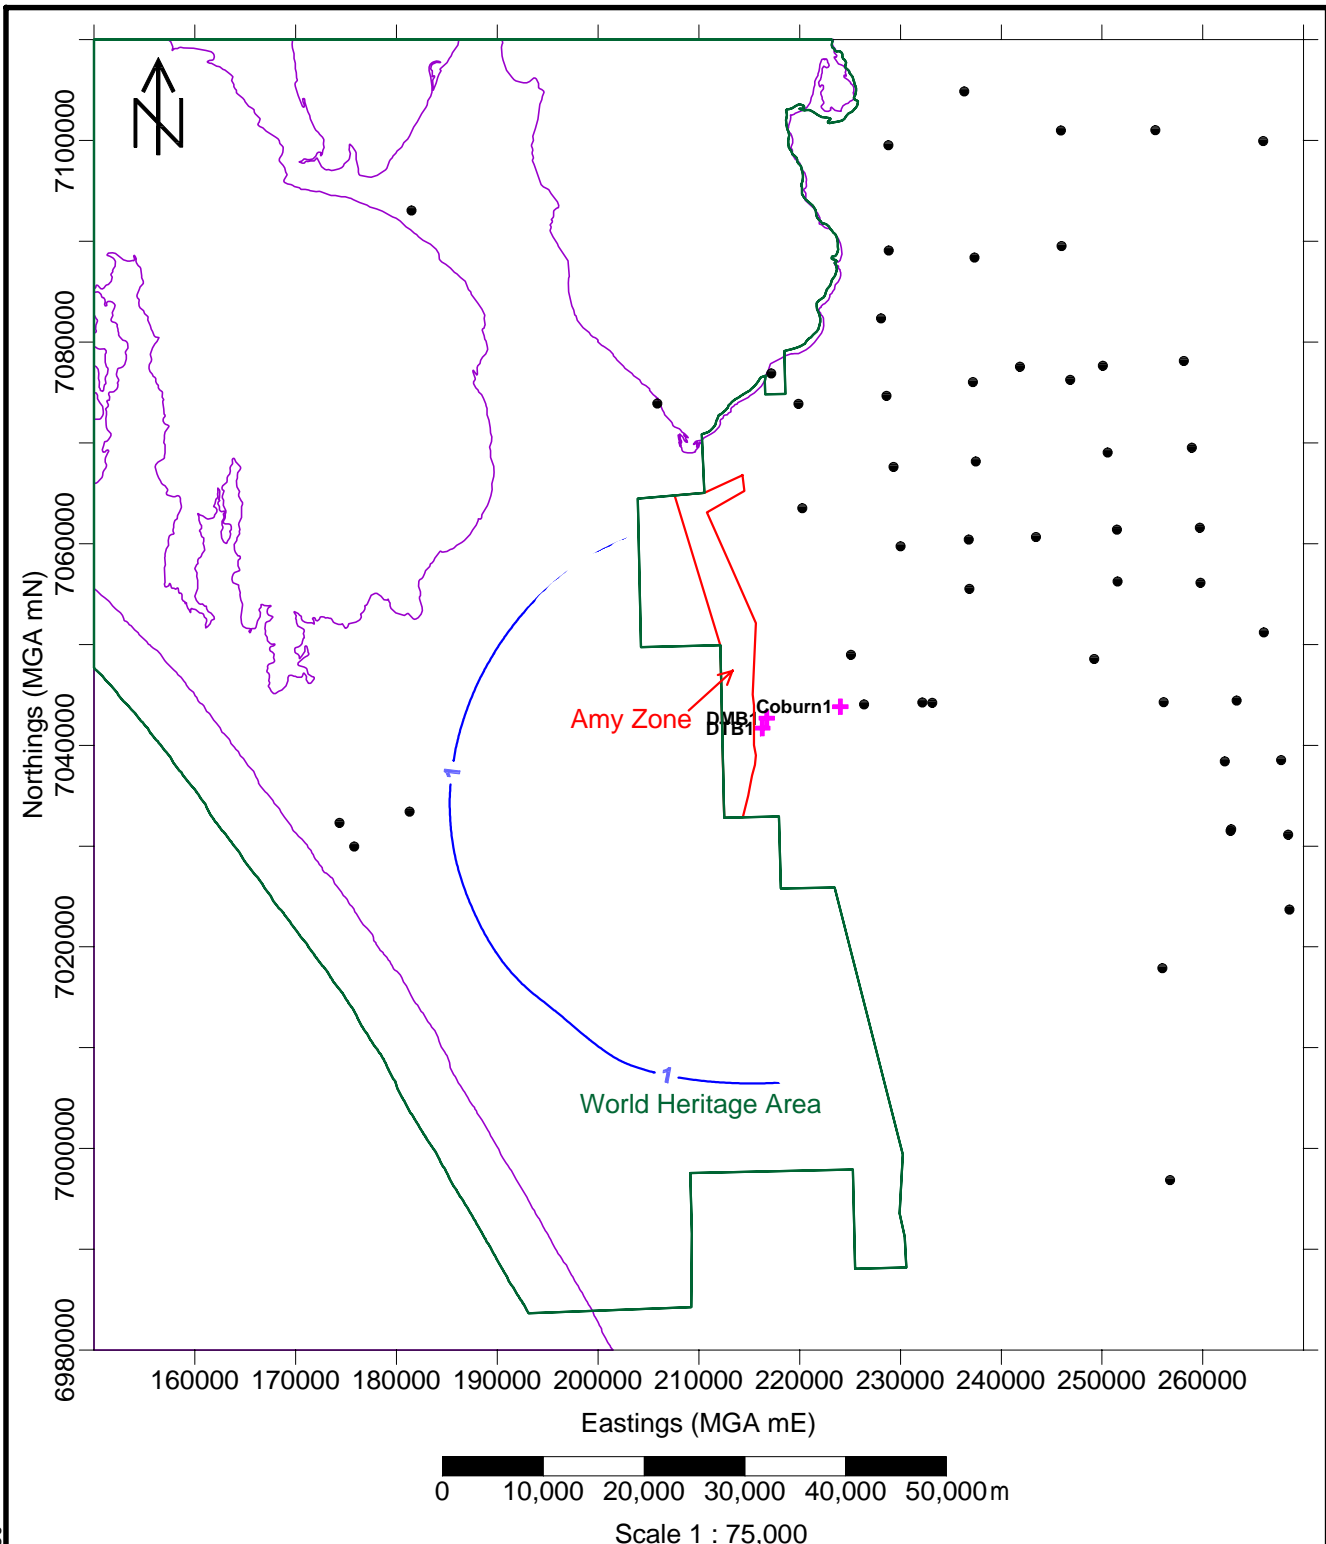 N
7100000
7080000
7060000
7040000
7020000
7000000
6980000
Northings (MGA mN)
Coburn1
DMB1
DTB1
Amy Zone
1
1
World Heritage Area
160000 170000 180000 190000 200000 210000 220000 230000 240000 250000 260000
Eastings (MGA mE)
0 10,000 20,000 30,000 40,000 50,000m
Scale 1 : 75,000